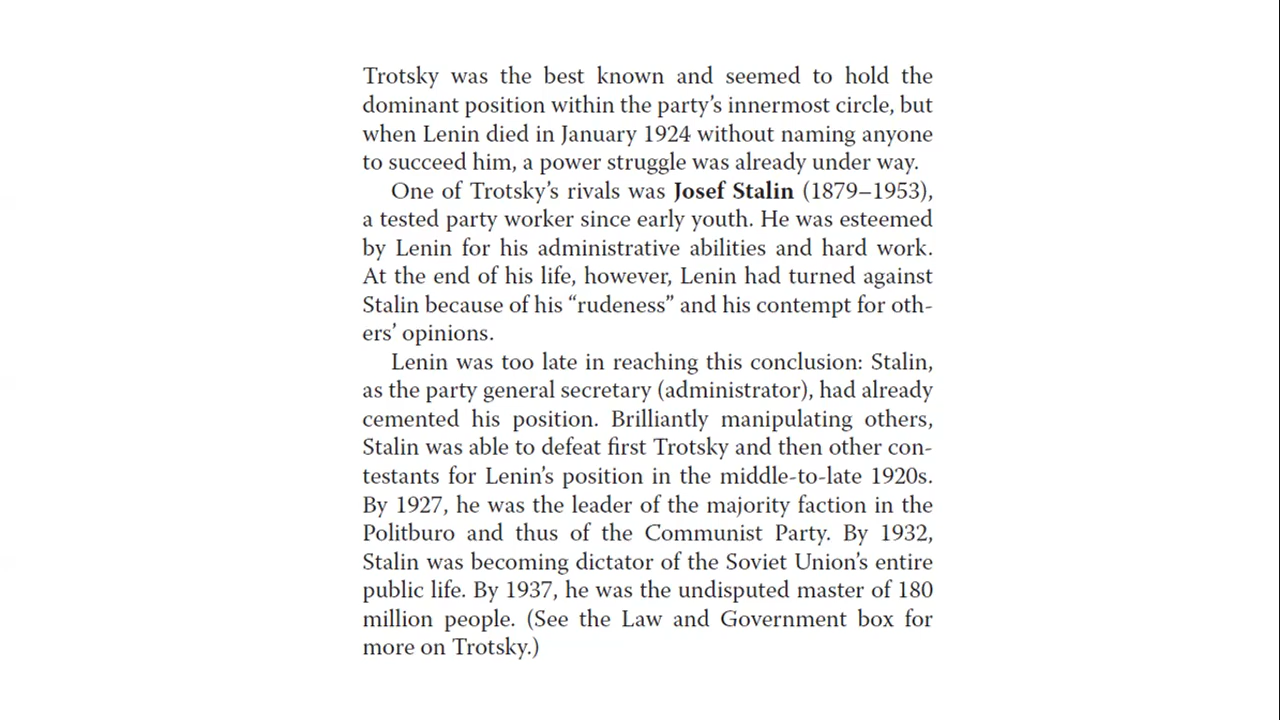 Trotsky was the best known and seemed to hold the
dominant position within the party’s innermost circle, but
when Lenin died in January 1924 without naming anyone
to succeed him, a power struggle was already under way.
One of Trotsky’s rivals was Josef Stalin (1879–1953),
a tested party worker since early youth. He was esteemed
by Lenin for his administrative abilities and hard work.
At the end of his life, however, Lenin had turned against
Stalin because of his “rudeness” and his contempt for oth-
ers’ opinions.
Lenin was too late in reaching this conclusion: Stalin,
as the party general secretary (administrator), had already
cemented his position. Brilliantly manipulating others,
Stalin was able to defeat first Trotsky and then other con-
testants for Lenin’s position in the middle-to-late 1920s.
By 1927, he was the leader of the majority faction in the
Politburo and thus of the Communist Party. By 1932,
Stalin was becoming dictator of the Soviet Union’s entire
public life. By 1937, he was the undisputed master of 180
million people. (See the Law and Government box for
more on Trotsky.)